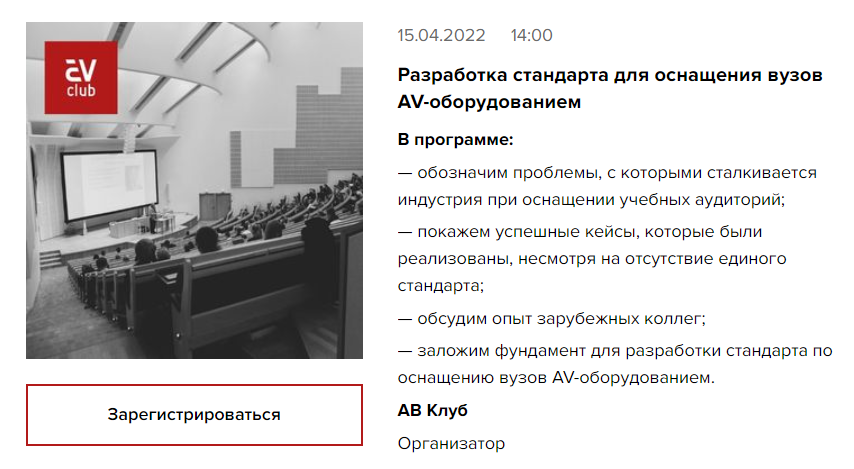 AV
club
15.04.2022 14:00
Разработка стандарта для оснащения вузов
AV-оборудованием
В программе:
— обозначим проблемы, с которыми сталкивается
индустрия при оснащении учебных аудиторий;
— покажем успешные кейсы, которые были
реализованы, несмотря на отсутствие единого
стандарта;
— обсудим опыт зарубежных коллег;
— заложим фундамент для разработки стандарта по
оснащению вузов AV-оборудованием.
АВ Клуб
Организатор
Зарегистрироваться